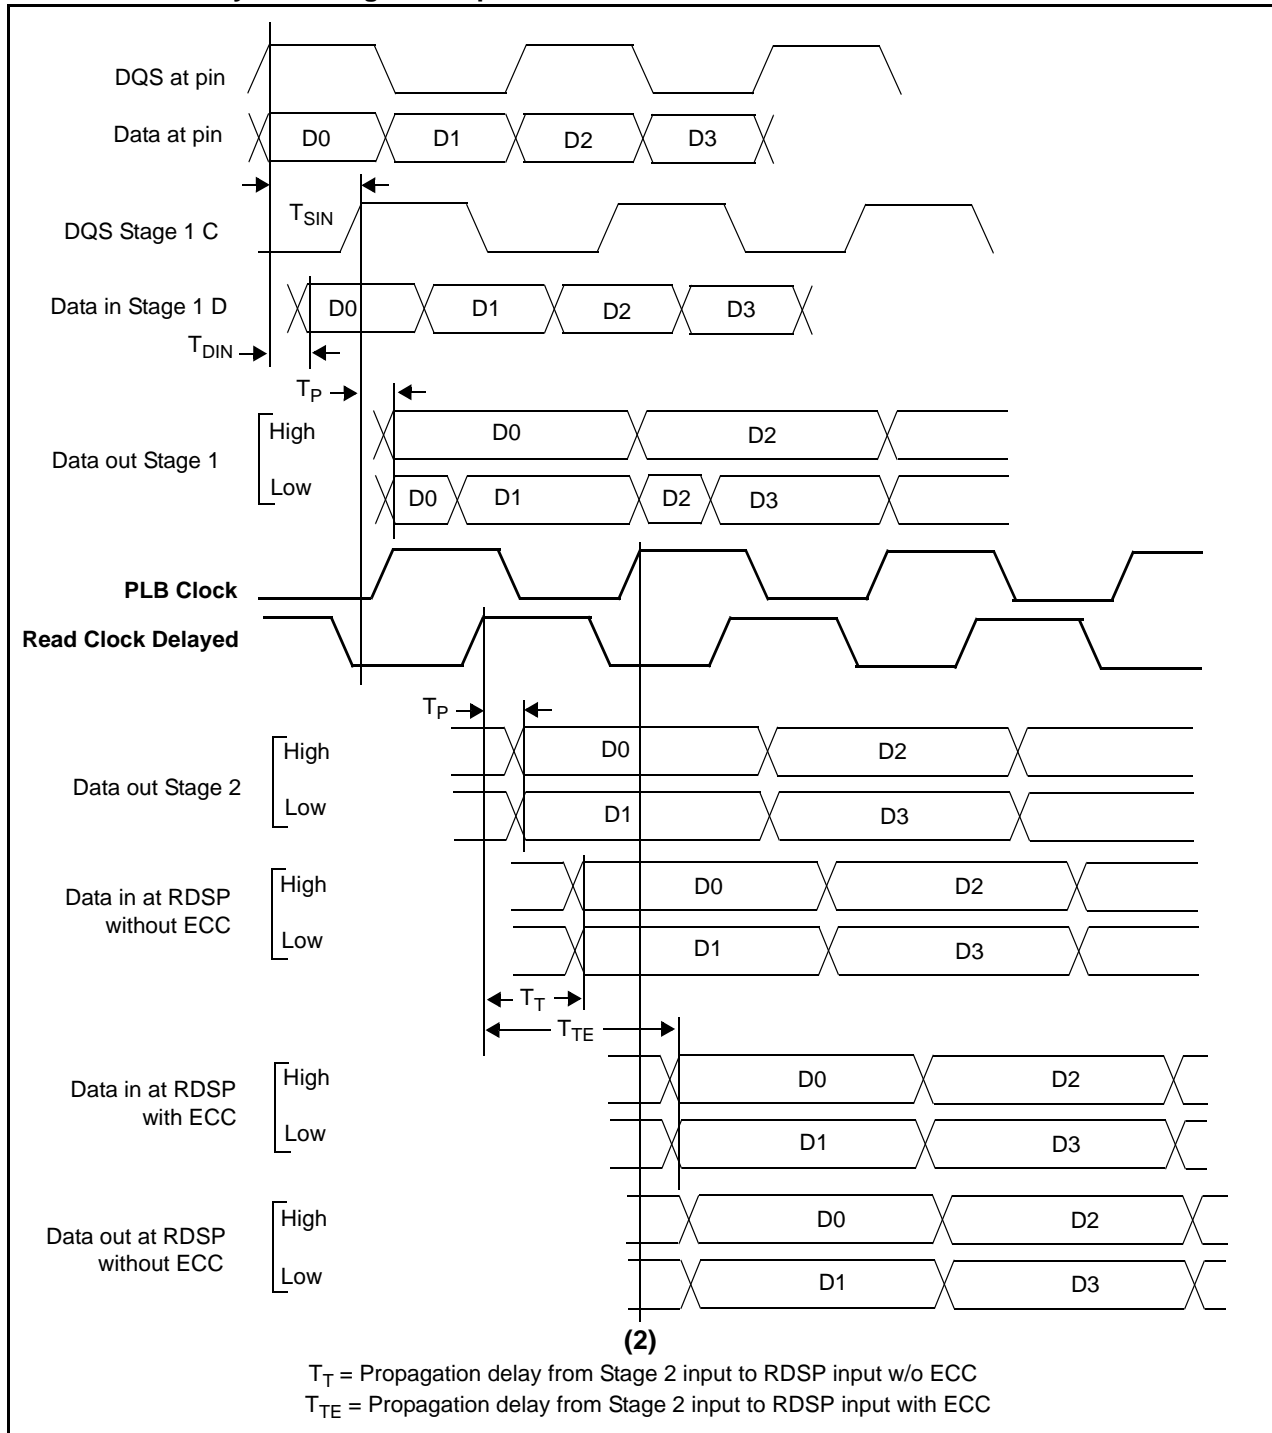 DQS at pin
Data at pin
D0 D1 D2 D3
TSIN
DQS Stage 1 C
Data in Stage 1 D
D0 D1 D2 D3
TDIN
TP
High
D0 D2
Data out Stage 1
Low
D0 D1 D2 D3
PLB Clock
Read Clock Delayed
TP
High
D0 D2
Data out Stage 2
Low
D1 D3
High
D0 D2
Data in at RDSP
without ECC
Low
D1 D3
TT
TTE
High
D0 D2
Data in at RDSP
with ECC
Low
D1 D3
High
D0 D2
Data out at RDSP
without ECC
Low
D1 D3
(2)
TT = Propagation delay from Stage 2 input to RDSP input w/o ECC
TTE = Propagation delay from Stage 2 input to RDSP input with ECC